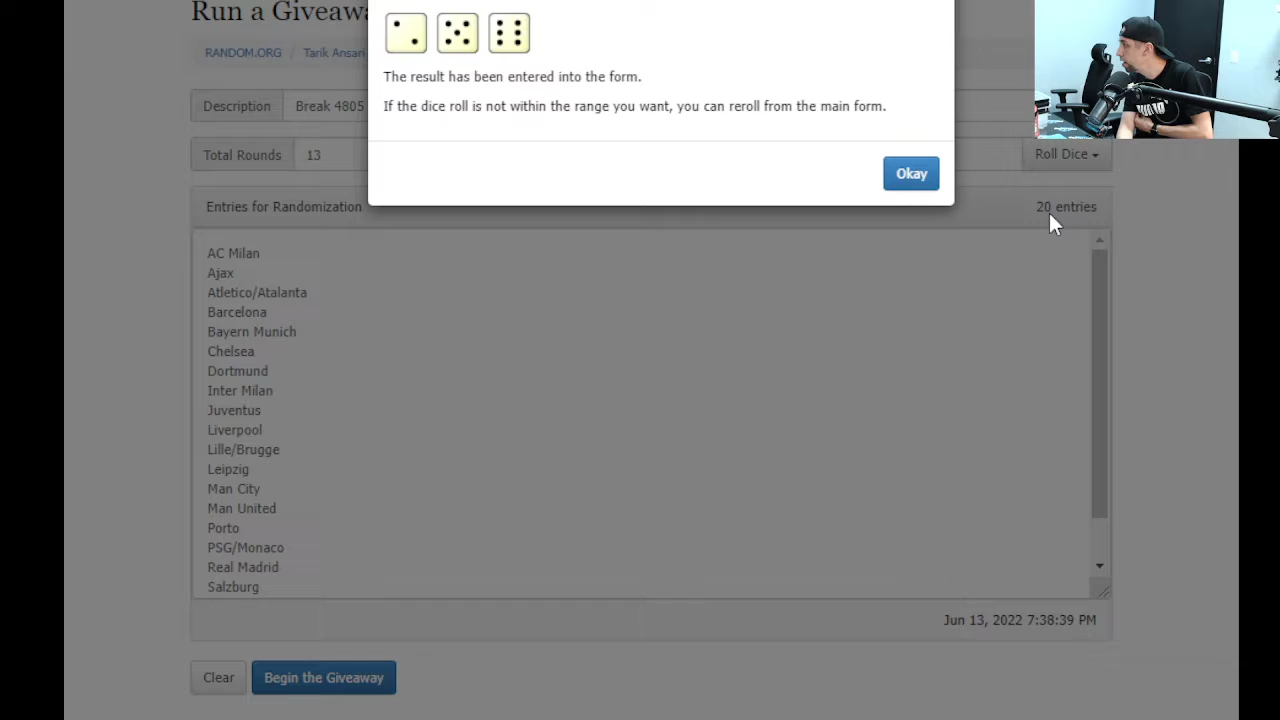 Run a Giveaw
RANDOM.ORG / Tarik Ansari
The result has been entered into the form.
If the dice roll is not within the range you want, you can reroll from the main form.
Description Break 4805
Total Rounds 13
Roll Dice
Okay
Entries for Randomization
20 entries
AC Milan
Ajax
Atletico/Atalanta
Barcelona
Bayern Munich
Chelsea
Dortmund
Inter Milan
Juventus
Liverpool
Lille/Brugge
Leipzig
Man City
Man United
Porto
PSG/Monaco
Real Madrid
Salzburg
Jun 13, 2022 7:38:39 PM
Clear
Begin the Giveaway